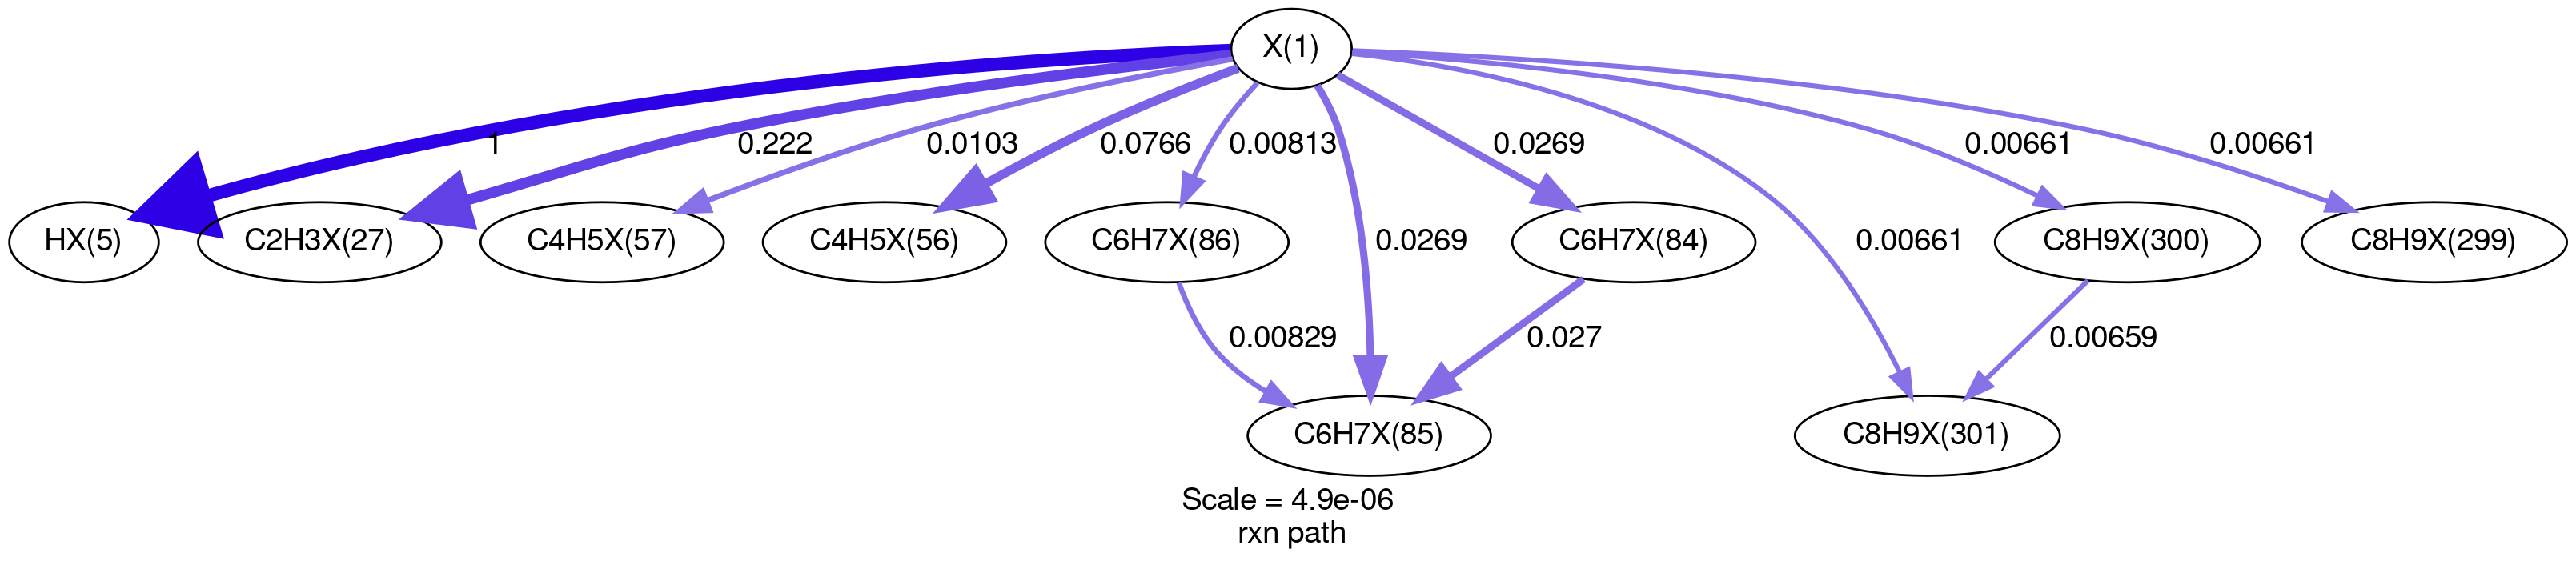 X(1)
1
0.222
0.0103
0.0766
0.00813
0.0269
0.00661
0.00661
HX(5)
C2H3X(27)
C4H5X(57)
C4H5X(56)
C6H7X(86)
0.0269
C6H7X(84)
0.00661
C8H9X(300)
C8H9X(299)
0.00829
0.027
0.00659
C6H7X(85)
C8H9X(301)
Scale = 4.9e-06
rxn path